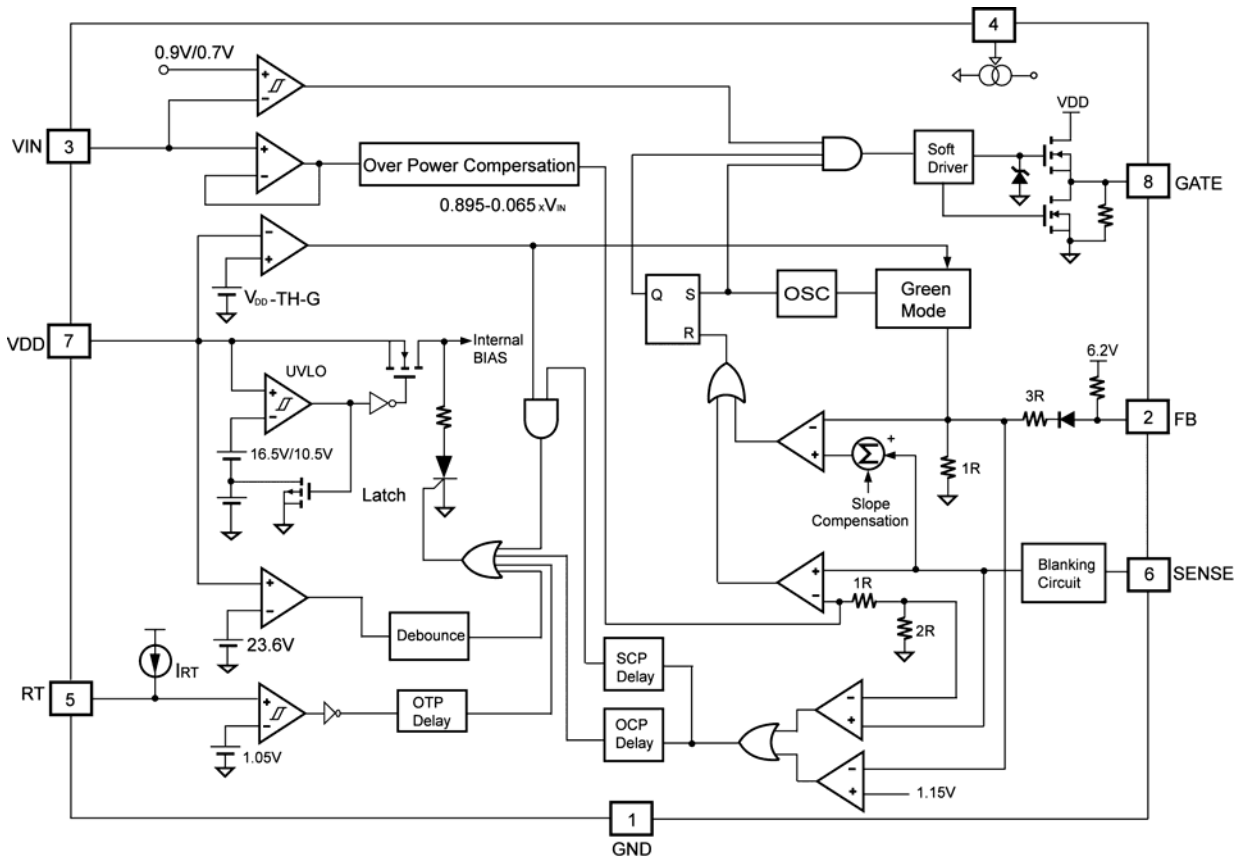 4
0.9V/0.7V
+
-
VDD
VIN
3
+
-
Over Power Compersation
0.895-0.065 xVIN
Soft
Driver
8
GATE
-
+
VDD-TH-G
Q
S
R
OSC
Green
Mode
VDD
7
Internal
BIAS
UVLO
+
-
16.5V/10.5V
Latch
6.2V
3R
2
FB
-
+
Σ
+
1R
Slope
Compensation
+
-
23.6V
Debounce
+
-
1R
2R
Blanking
Circuit
6
SENSE
IRT
RT
5
+
-
1.05V
OTP
Delay
SCP
Delay
OCP
Delay
-
+
-
+
1.15V
1
GND